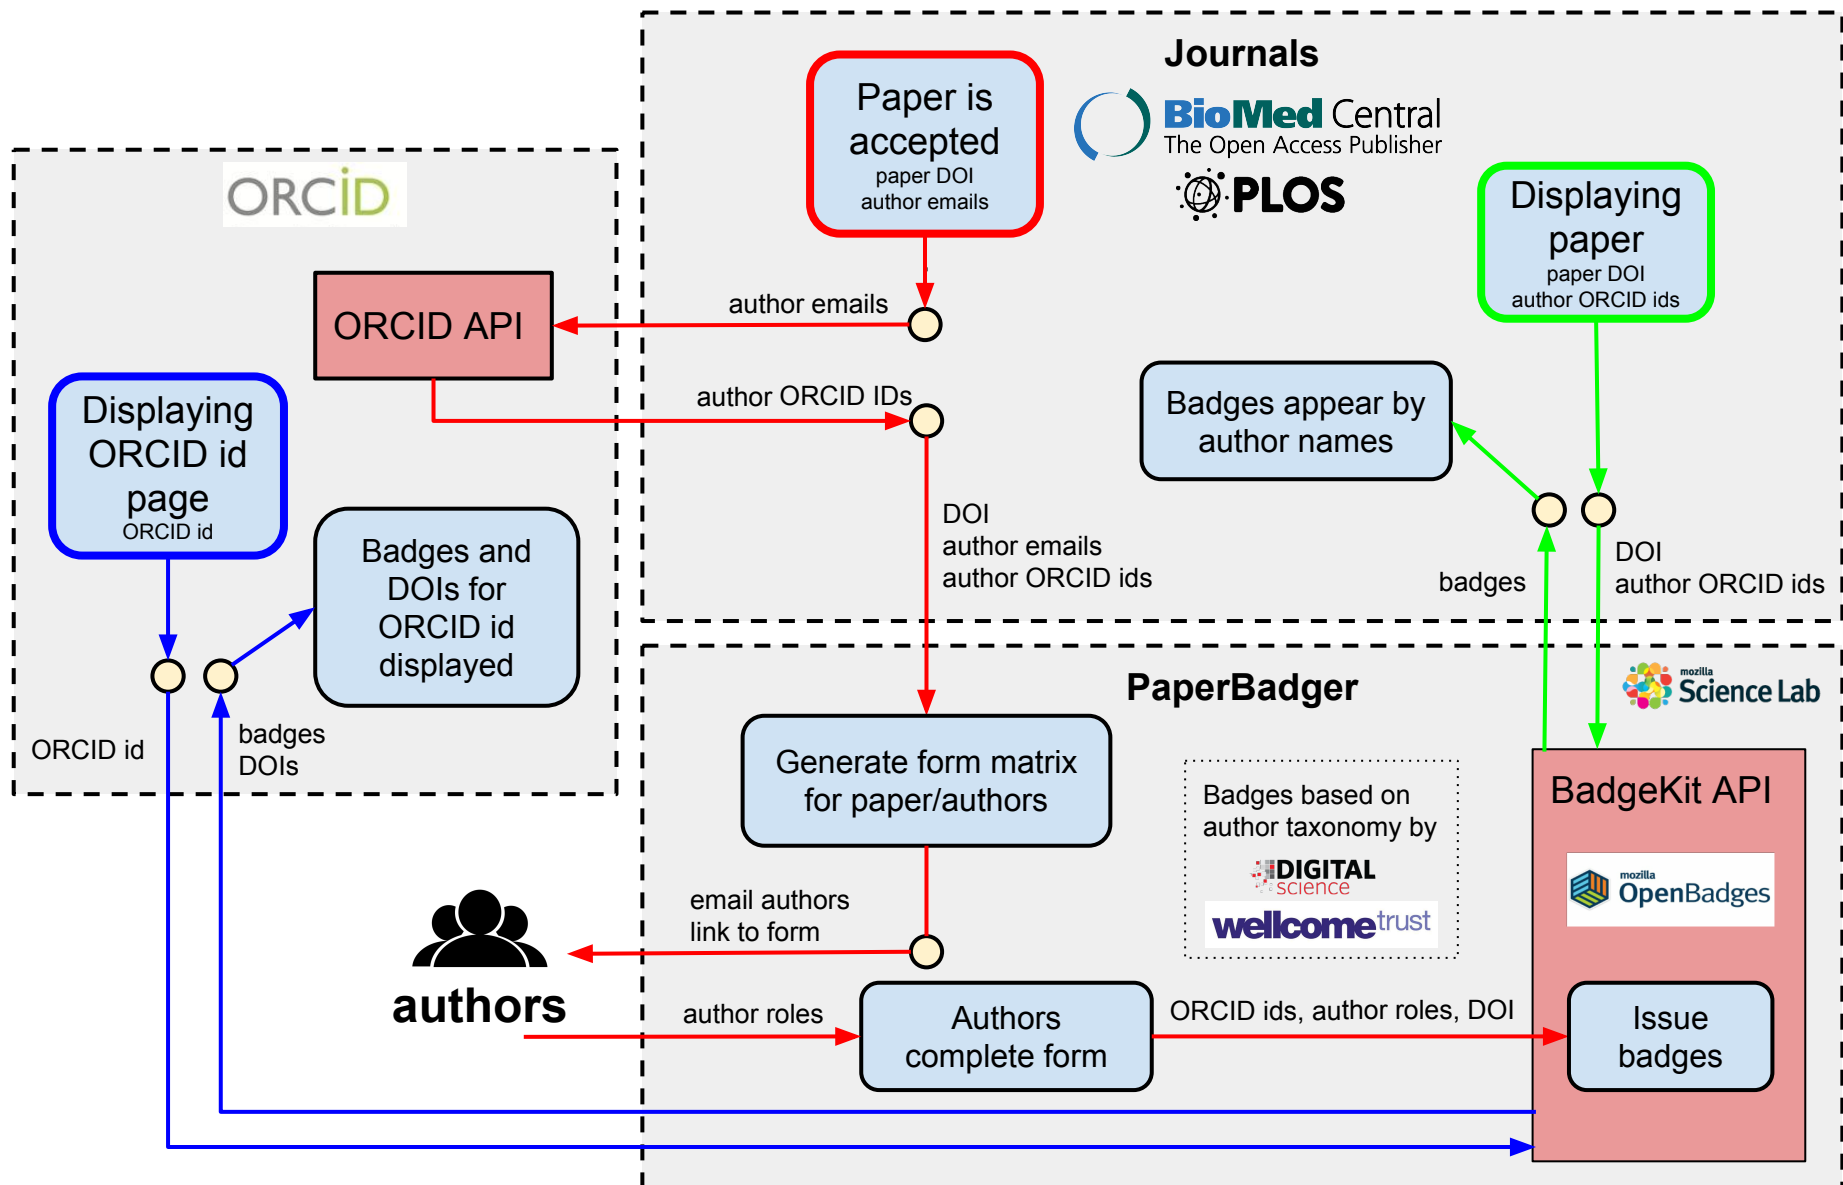 Journals
Paper is
accepted
paper DOI
author emails
BioMed Central
The Open Access Publisher
PLOS
Displaying
paper
paper DOI
author ORCID ids
ORCID
ORCID API
author emails
author ORCID IDs
Displaying
ORCID id
page
ORCID id
Badges and
DOIs for
ORCID id
displayed
Badges appear by
author names
DOI
author emails
author ORCID ids
badges
DOI
author ORCID ids
ORCID id
badges
DOIs
PaperBadger
mozilla
Science Lab
Generate form matrix
for paper/authors
Badges based on
author taxonomy by
DIGITAL
science
wellcometrust
BadgeKit API
mozilla
OpenBadges
email authors
link to form
authors
author roles
Authors
complete form
ORCID ids, author roles, DOI
Issue
badges